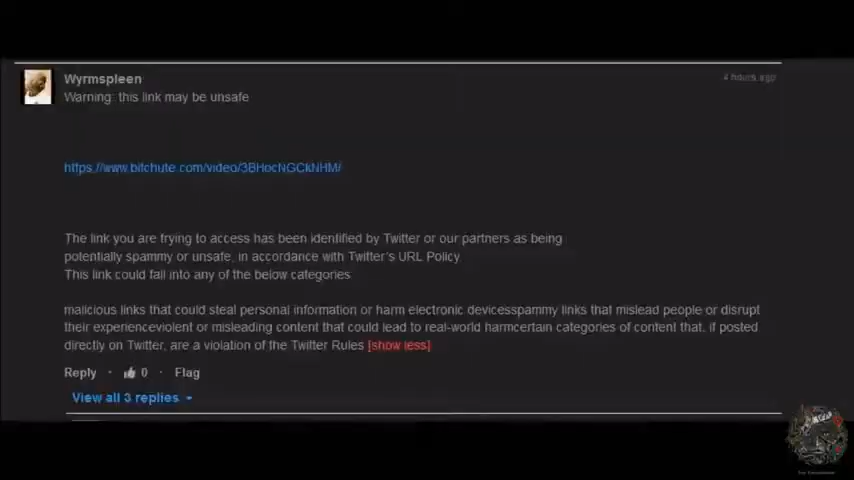 Wyrmspleen
4 hours ago
Warning: this link may be unsafe
https://www.bitchute.com/video/3BHocNGCkNHM/
The link you are frying to access has been identified by Twitter or our partners as being
potentially spammy or unsafe, in accordance with Twitter's URL Policy
This link could fall into any of the below categories
malicious links that could steal personal information or harm electronic devicesspammy links that mislead people or disrupt
their experienceviolent or misleading content that could lead to real-world harmcertain categories of content that, if posted
directly on Twitter, are a violation of the Twitter Rules [show less]
Reply · 0 · Flag
View all 3 replies